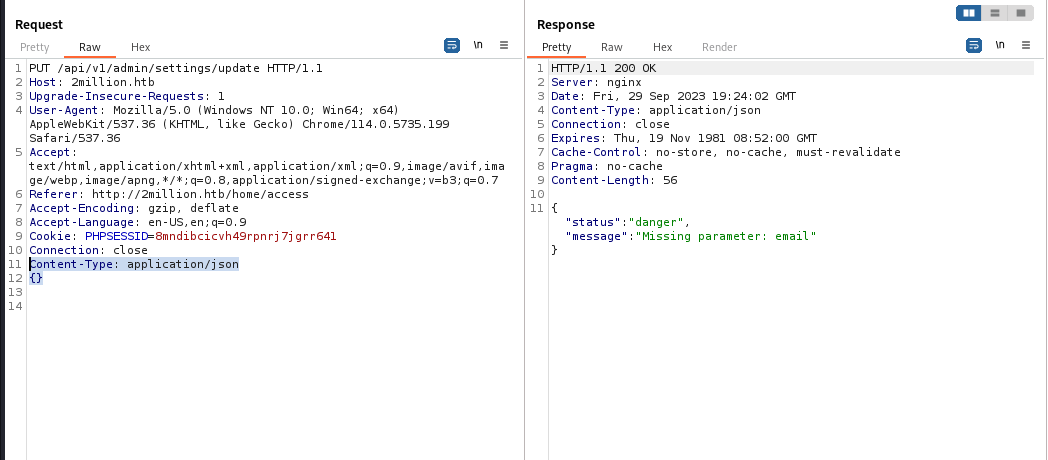 Request
Pretty Raw Hex
\n
1 PUT /api/v1/admin/settings/update HTTP/1.1
2 Host: 2million.htb
3 Upgrade-Insecure-Requests: 1
4 User-Agent: Mozilla/5.0 (Windows NT 10.0; Win64; x64)
AppleWebKit/537.36 (KHTML, like Gecko) Chrome/114.0.5735.199
Safari/537.36
5 Accept:
text/html,application/xhtml+xml,application/xml;q=0.9,image/avif,ima
ge/webp,image/apng,*/*;q=0.8,application/signed-exchange;v=b3;q=0.7
6 Referer: http://2million.htb/home/access
7 Accept-Encoding: gzip, deflate
8 Accept-Language: en-US,en;q=0.9
9 Cookie: PHPSESSID=8mndibcicvh49rpnrj7jgrr641
10 Connection: close
11 Content-Type: application/json
12 {}
13
14
Response
Pretty Raw Hex Render
\n
1 HTTP/1.1 200 OK
2 Server: nginx
3 Date: Fri, 29 Sep 2023 19:24:02 GMT
4 Content-Type: application/json
5 Connection: close
6 Expires: Thu, 19 Nov 1981 08:52:00 GMT
7 Cache-Control: no-store, no-cache, must-revalidate
8 Pragma: no-cache
9 Content-Length: 56
10
11 {
"status":"danger",
"message":"Missing parameter: email"
}